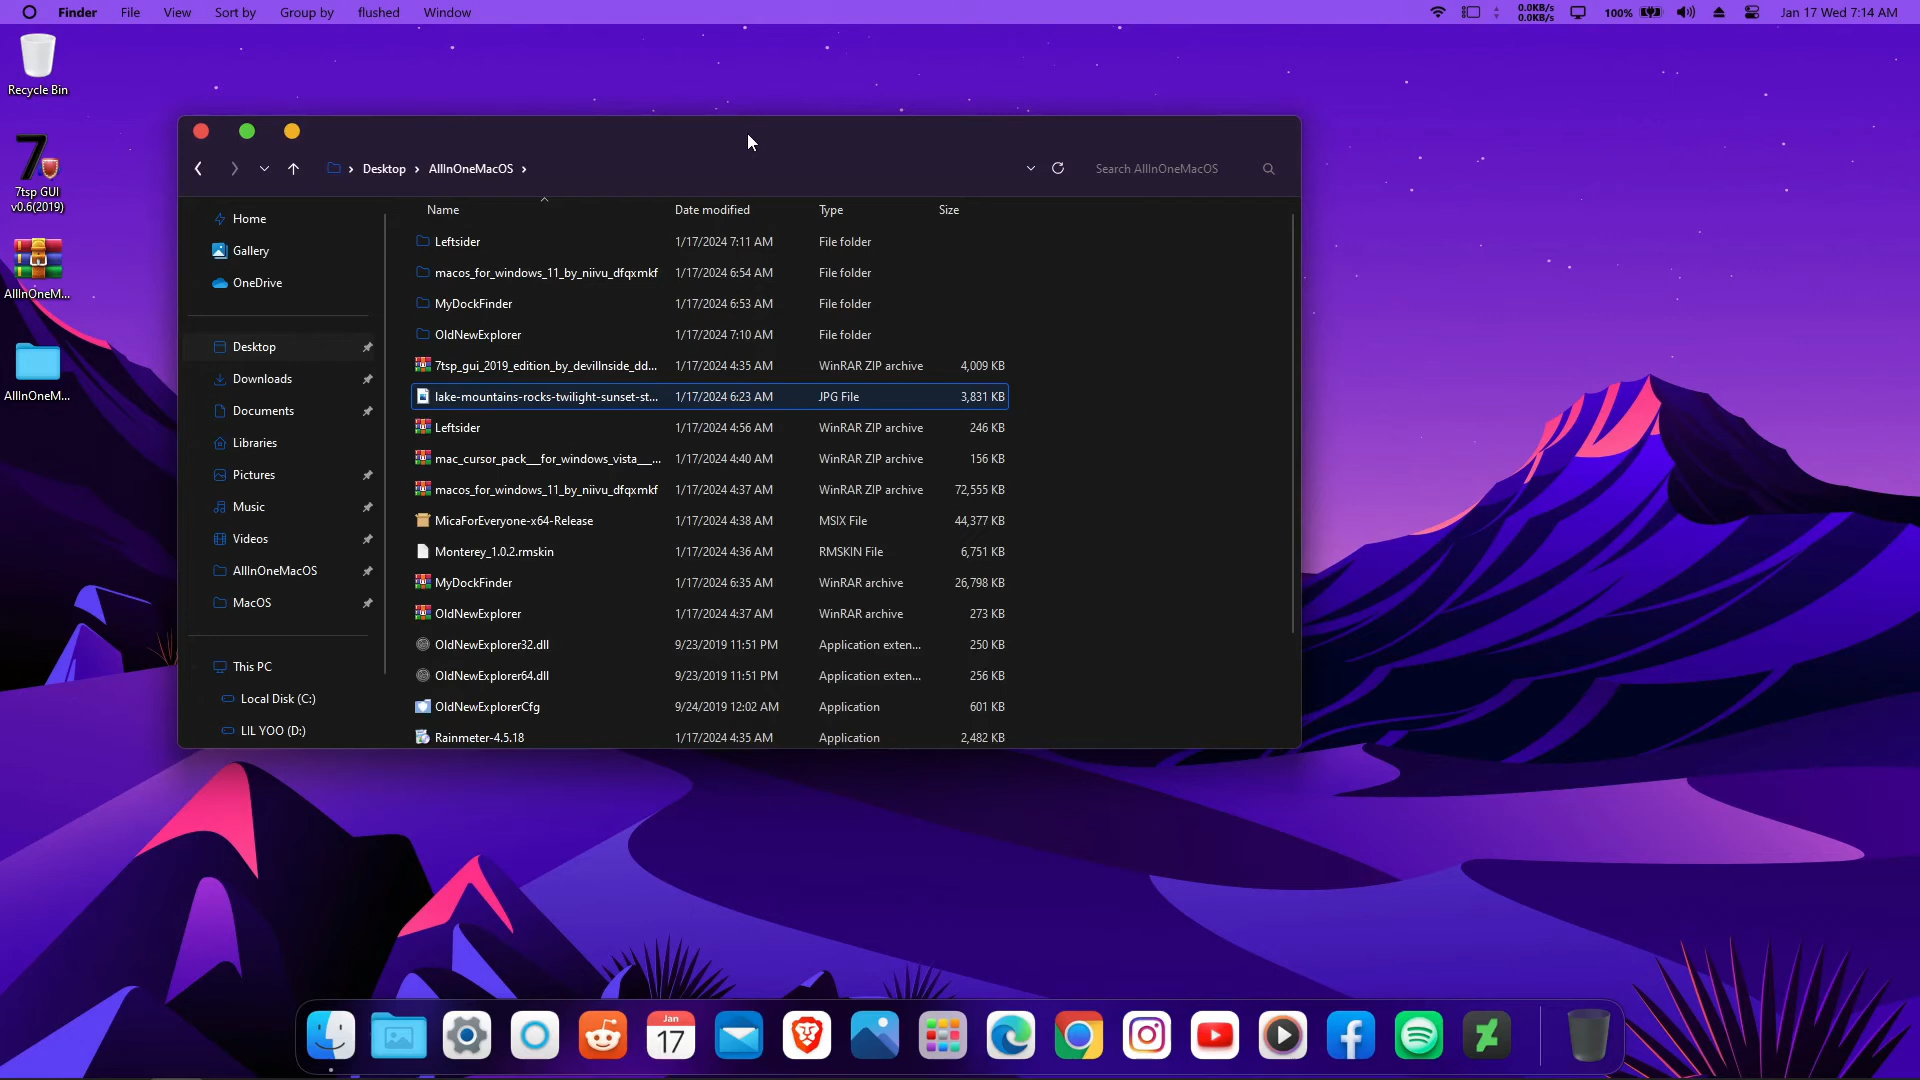 Finder File View Sort by Group by flushed Window 0.0KB/s 0.0KB/s 100% Jan 17 Wed 7:14 AM
Recycle Bin
7tsp GUI
v0.6(2019)
AllInOneM...
AllInOneM...
Desktop AllInOneMacOS Search AllInOneMacOS
Home
Gallery
OneDrive
Desktop
Downloads
Documents
Libraries
Pictures
Music
Videos
AllInOneMacOS
MacOS
This PC
Local Disk (C:)
LIL YOO (D:)
Name Date modified Type Size
Leftsider 1/17/2024 7:11 AM File folder
macos_for_windows_11_by_niivu_dfqxmkf 1/17/2024 6:54 AM File folder
MyDockFinder 1/17/2024 6:53 AM File folder
OldNewExplorer 1/17/2024 7:10 AM File folder
7tsp_gui_2019_edition_by_devillnside_dd... 1/17/2024 4:35 AM WinRAR ZIP archive 4,009 KB
lake-mountains-rocks-twilight-sunset-st... 1/17/2024 6:23 AM JPG File 3,831 KB
Leftsider 1/17/2024 4:56 AM WinRAR ZIP archive 246 KB
mac_cursor_pack__for_windows_vista___... 1/17/2024 4:40 AM WinRAR ZIP archive 156 KB
macos_for_windows_11_by_niivu_dfqxmkf 1/17/2024 4:37 AM WinRAR ZIP archive 72,555 KB
MicaForEveryone-x64-Release 1/17/2024 4:38 AM MSIX File 44,377 KB
Monterey_1.0.2.rmskin 1/17/2024 4:36 AM RMSKIN File 6,751 KB
MyDockFinder 1/17/2024 6:35 AM WinRAR archive 26,798 KB
OldNewExplorer 1/17/2024 4:37 AM WinRAR archive 273 KB
OldNewExplorer32.dll 9/23/2019 11:51 PM Application exten... 250 KB
OldNewExplorer64.dll 9/23/2019 11:51 PM Application exten... 256 KB
OldNewExplorerCfg 9/24/2019 12:02 AM Application 601 KB
Rainmeter-4.5.18 1/17/2024 4:35 AM Application 2,482 KB
Jan
17